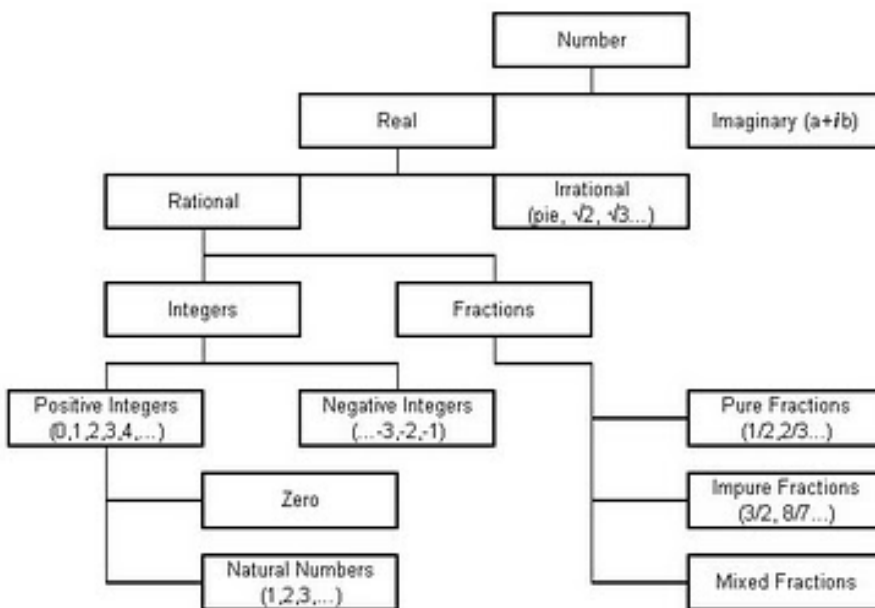 Number
Real
Imaginary (a+ib)
Rational
Irrational
(pie, √2, √3...)
Integers
Fractions
Positive Integers
(0,1,2,3,4,...)
Negative Integers
(...-3,-2,-1)
Pure Fractions
(1/2,2/3...)
Zero
Impure Fractions
(3/2, 8/7...)
Natural Numbers
(1,2,3,...)
Mixed Fractions